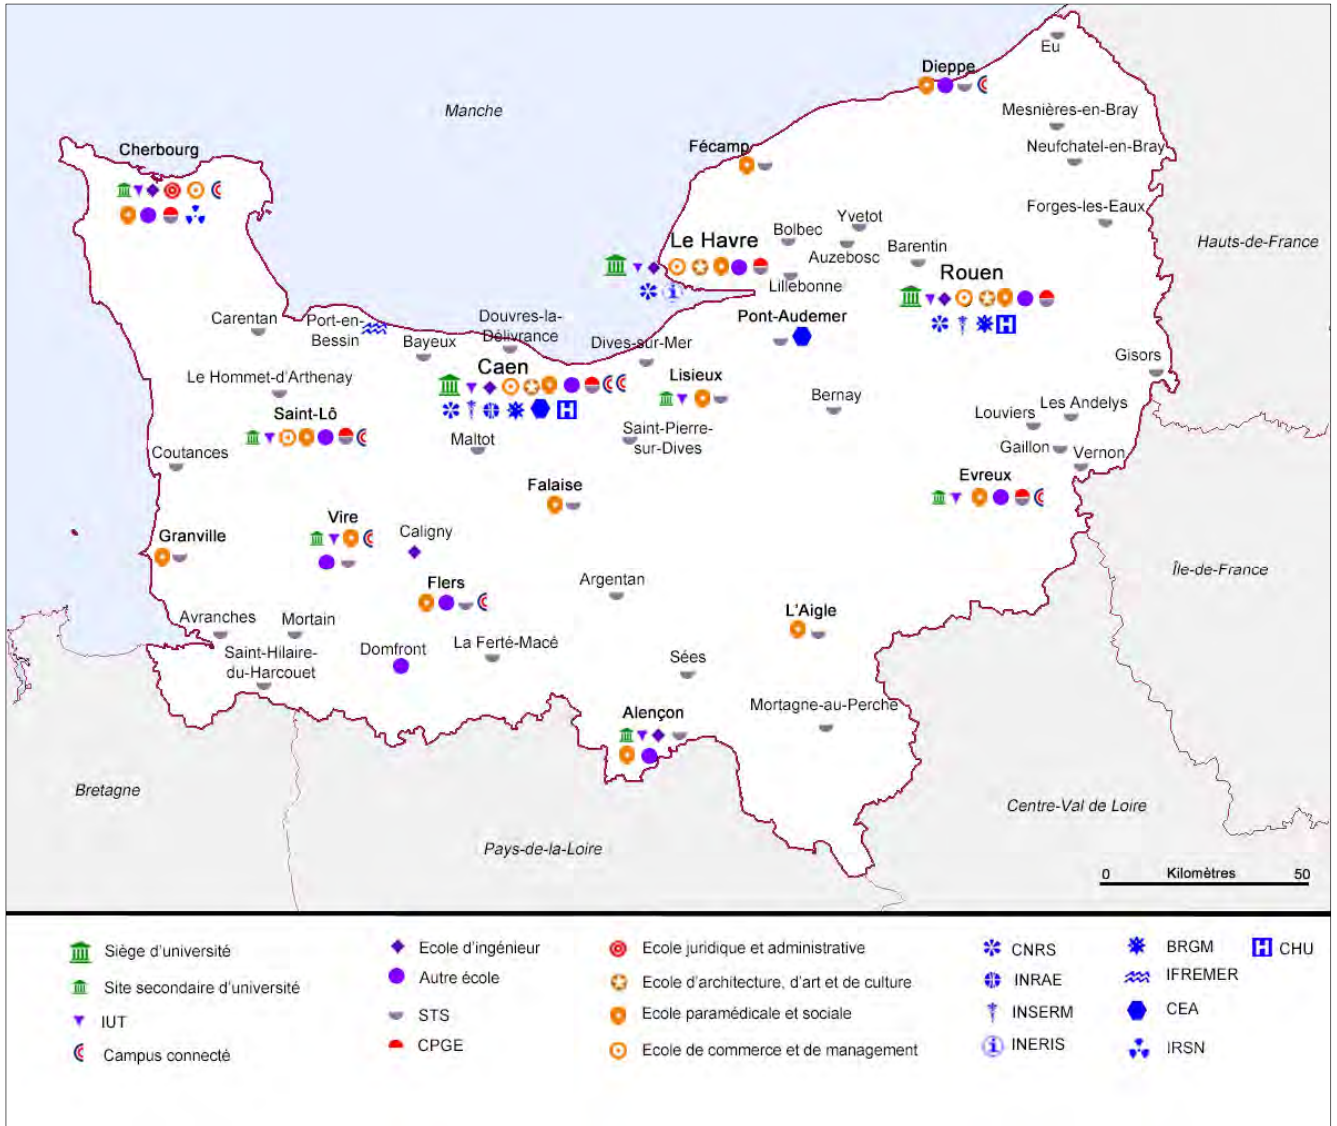 Eu
Dieppe
Manche
Mesnières-en-Bray
Fécamp
Neufchatel-en-Bray
Cherbourg
Forges-les-Eaux
Yvetot
Bolbec
Le Havre
Barentin
Auzebosc
Hauts-de-France
Rouen
Lillebonne
Carentan
Port-en-
Bessin
Douvres-la-
Délivrance
Pont-Audemer
Bayeux
Dives-sur-Mer
Gisors
Caen
Lisieux
Le Hommet-d'Arthenay
Bernay
Les Andelys
Louviers
Saint-Lô
Saint-Pierre-
sur-Dives
Maltot
Gaillon
Vernon
Coutances
Evreux
Falaise
Vire
Caligny
Granville
Île-de-France
Flers
Argentan
L'Aigle
Avranches
Mortain
Saint-Hilaire-
du-Harcouet
Domfront
La Ferté-Macé
Sées
Mortagne-au-Perche
Alençon
Bretagne
Centre-Val de Loire
Pays-de-la-Loire
0 Kilomètres 50
Siège d'université
Site secondaire d'université
IUT
Campus connecté
Ecole d'ingénieur
Autre école
STS
CPGE
Ecole juridique et administrative
Ecole d'architecture, d'art et de culture
Ecole paramédicale et sociale
Ecole de commerce et de management
CNRS
INRAE
INSERM
INERIS
BRGM
IFREMER
CEA
IRSN
H CHU